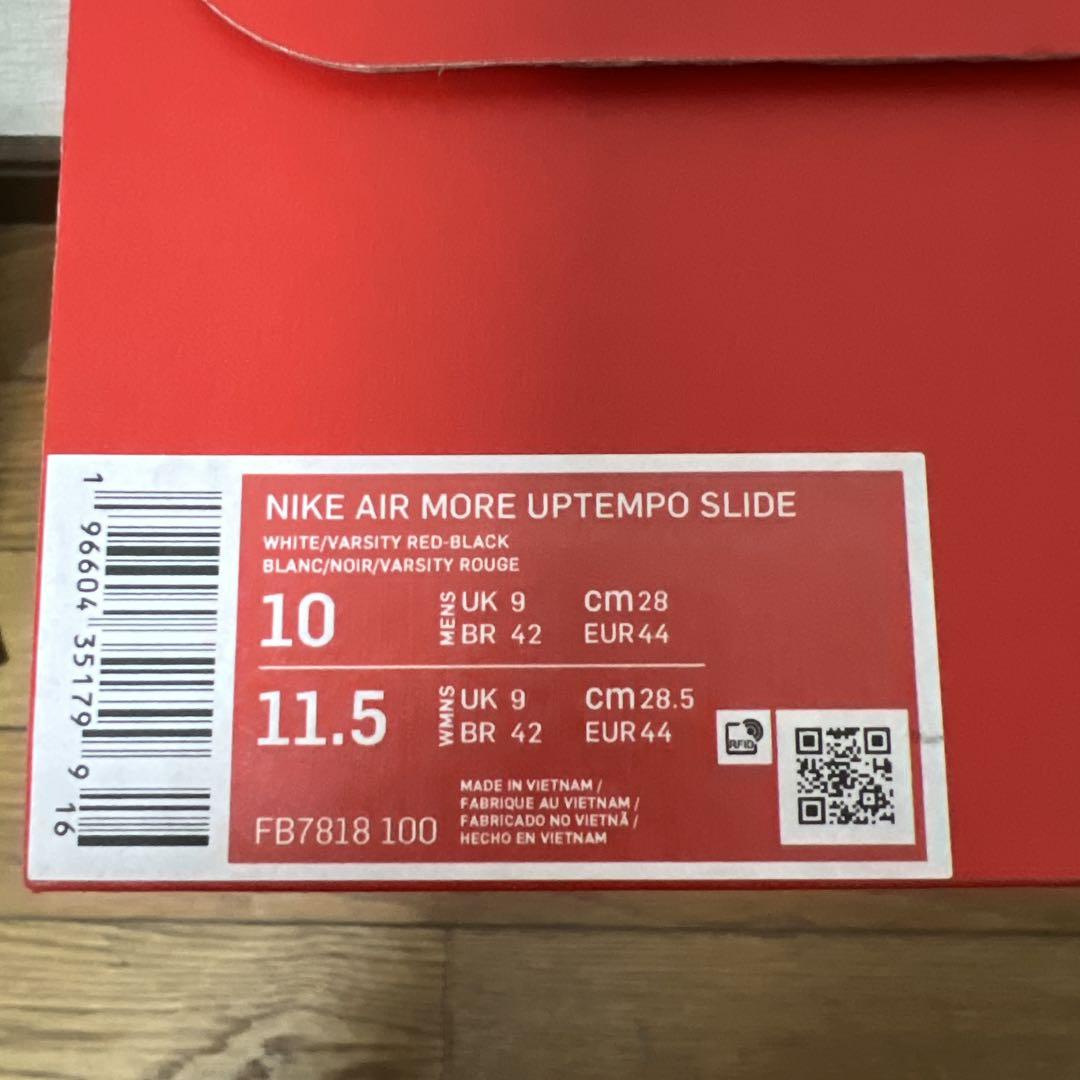 NIKE AIR MORE UPTEMPO SLIDE
WHITE/VARSITY RED-BLACK
BLANC/NOIR/VARSITY ROUGE
10 MENS UK 9 cm 28
BR 42 EUR 44
11.5 WMNS UK 9 cm 28.5
BR 42 EUR 44
RFID
FB7818 100
MADE IN VIETNAM /
FABRIQUE AU VIETNAM /
FABRICADO NO VIETNÃ /
HECHO EN VIETNAM
1 96604 35179 9 16